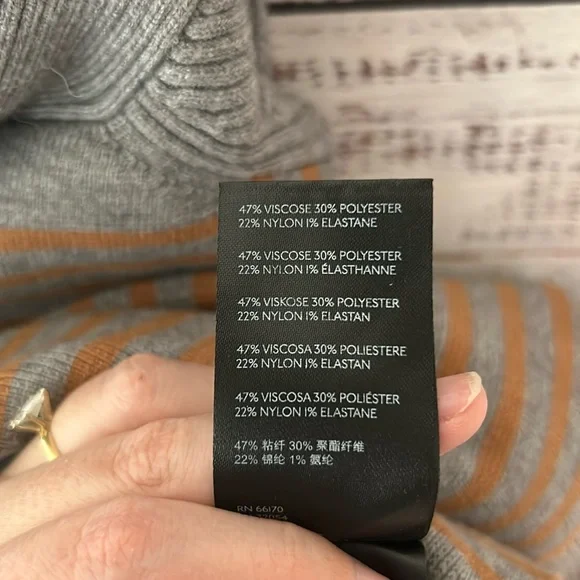 47% VISCOSE 30% POLYESTER
22% NYLON 1% ELASTANE
47% VISCOSE 30% POLYESTER
22% NYLON 1% ÉLASTHANNE
47% VISKOSE 30% POLYESTER
22% NYLON 1% ELASTAN
47% VISCOSA 30% POLIESTERE
22% NYLON 1% ELASTAN
47% VISCOSA 30% POLIÉSTER
22% NYLON 1% ELASTANE
47% 粘纤 30% 聚酯纤维
22% 锦纶 1% 氨纶
RN 66170